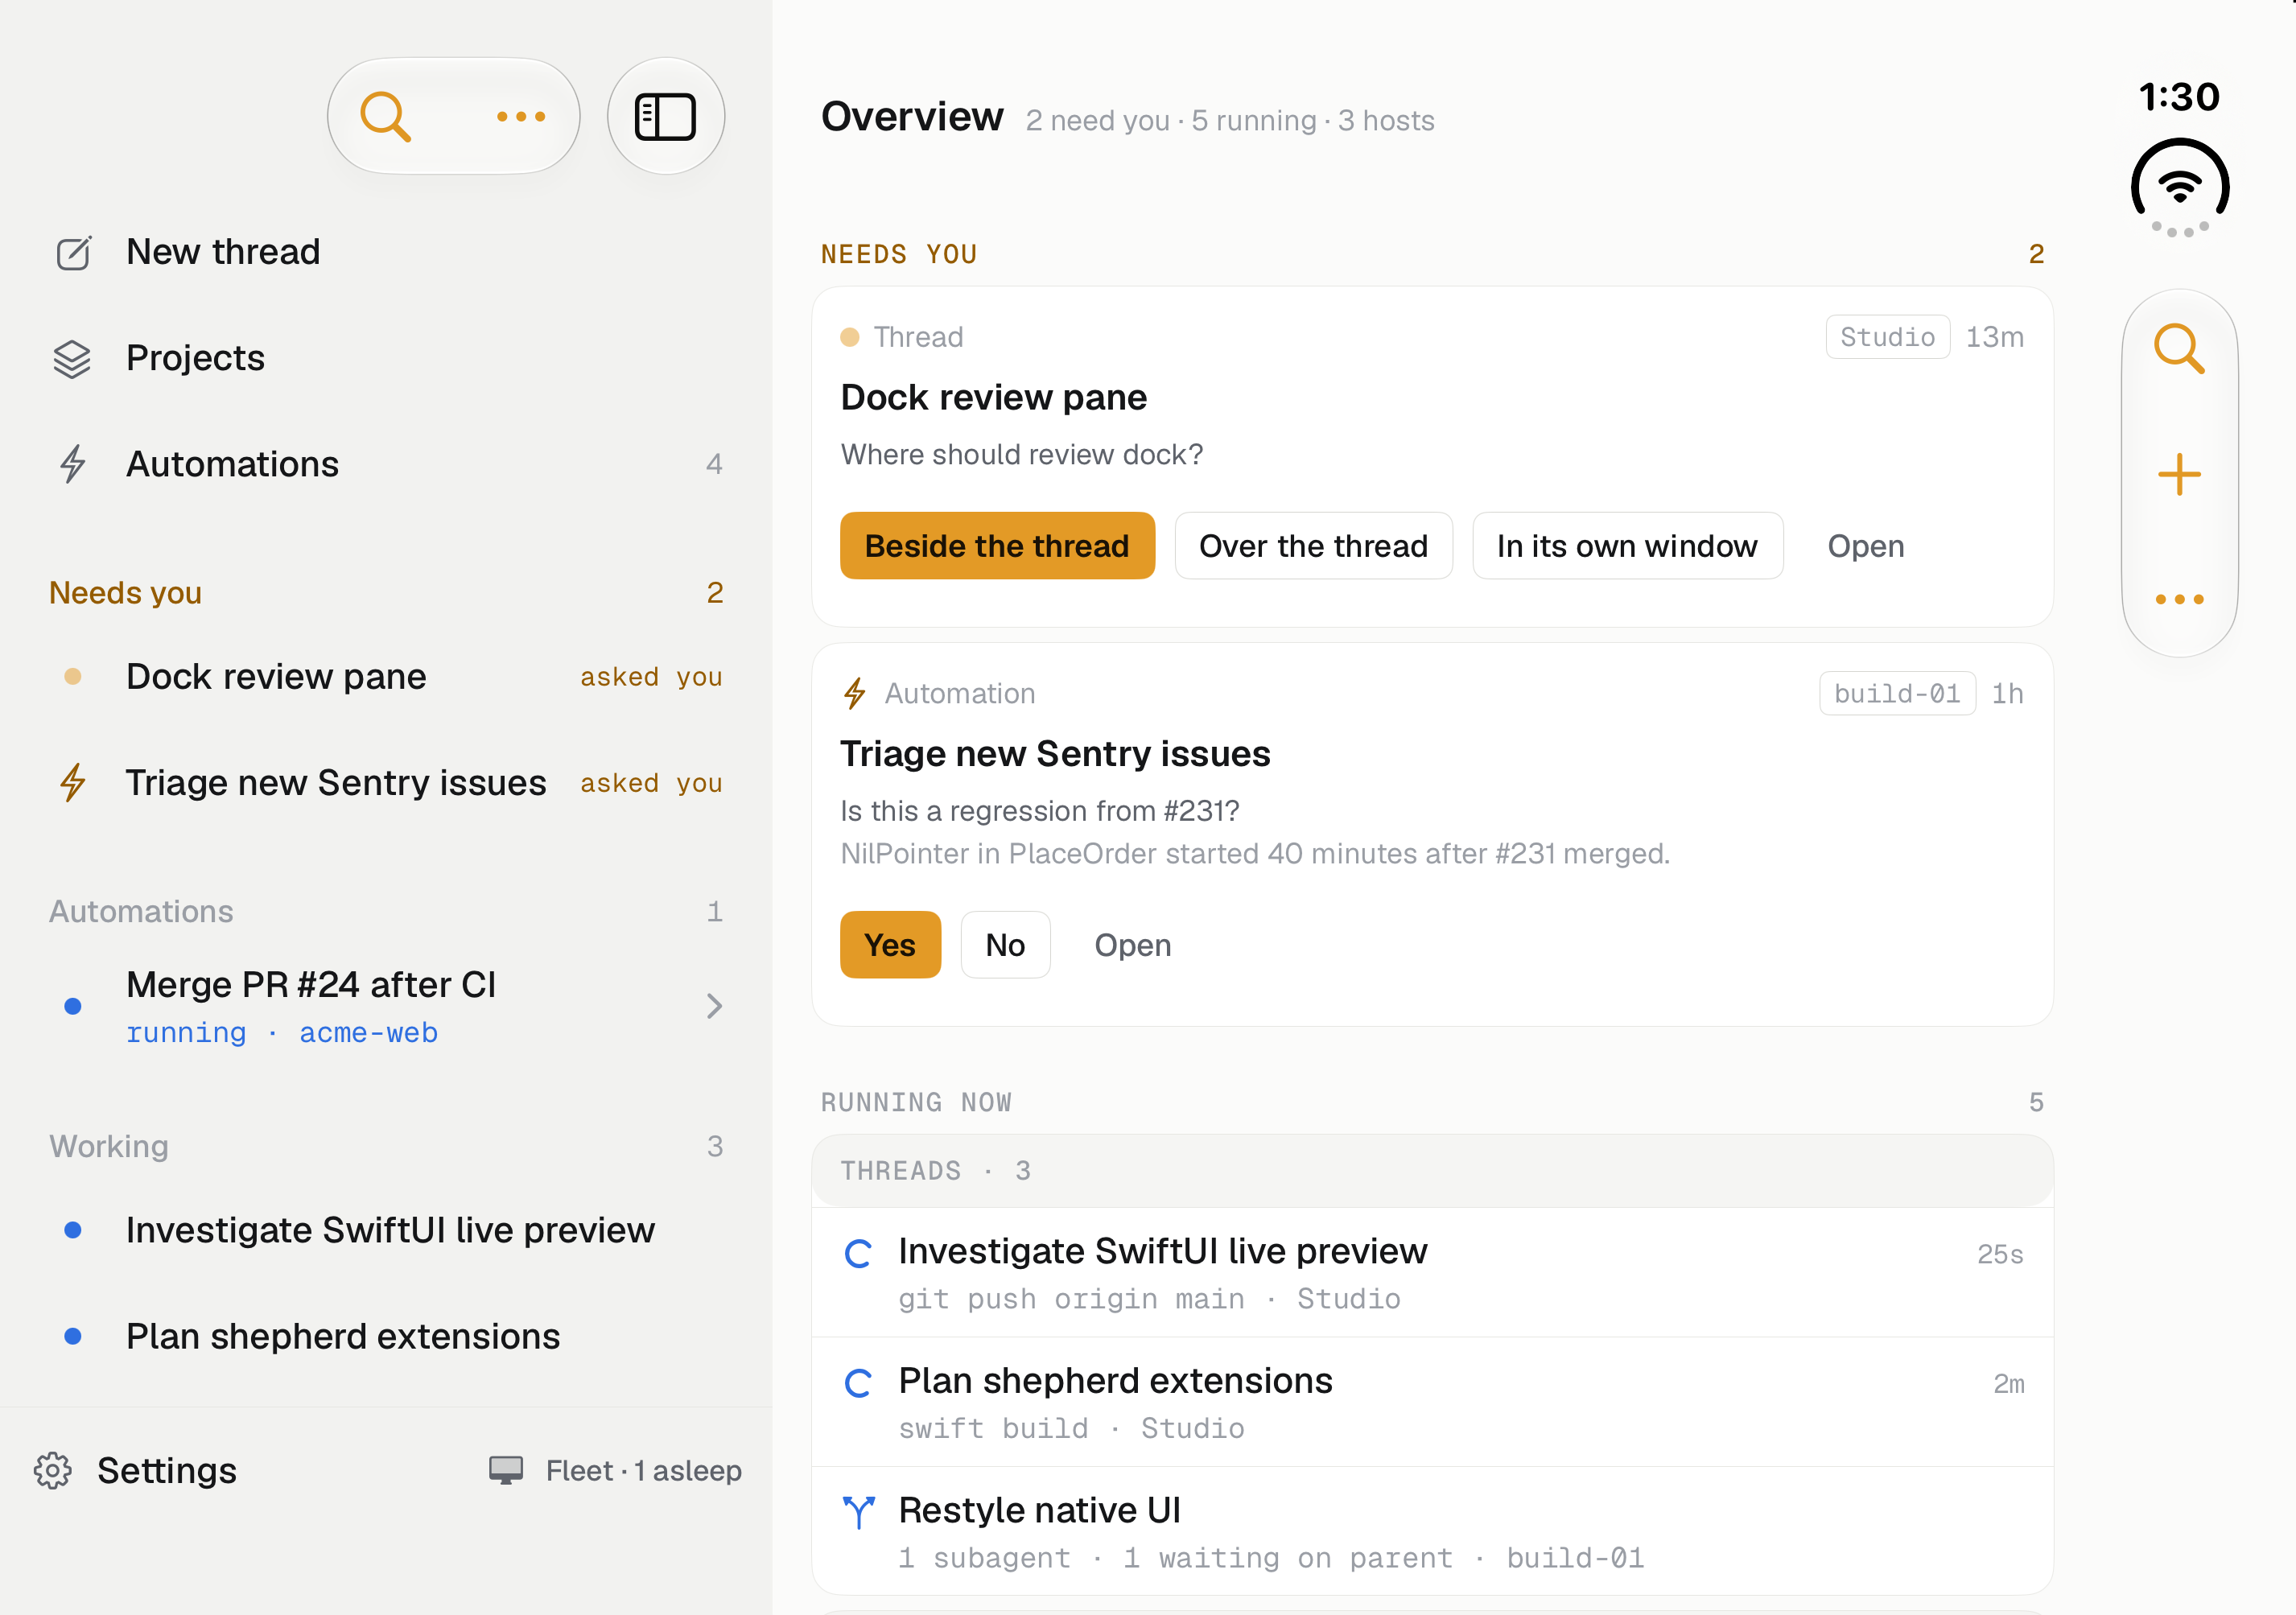 New thread
Projects
Automations 4
Needs you 2
Dock review pane asked you
Triage new Sentry issues asked you
Automations 1
Merge PR #24 after CI
running · acme-web
Working 3
Investigate SwiftUI live preview
Plan shepherd extensions
Settings Fleet · 1 asleep
Overview 2 need you · 5 running · 3 hosts
NEEDS YOU 2
Thread Studio 13m
Dock review pane
Where should review dock?
Beside the thread Over the thread In its own window Open
Automation build-01 1h
Triage new Sentry issues
Is this a regression from #231?
NilPointer in PlaceOrder started 40 minutes after #231 merged.
Yes No Open
RUNNING NOW 5
THREADS · 3
Investigate SwiftUI live preview 25s
git push origin main · Studio
Plan shepherd extensions 2m
swift build · Studio
Restyle native UI
1 subagent · 1 waiting on parent · build-01
1:30